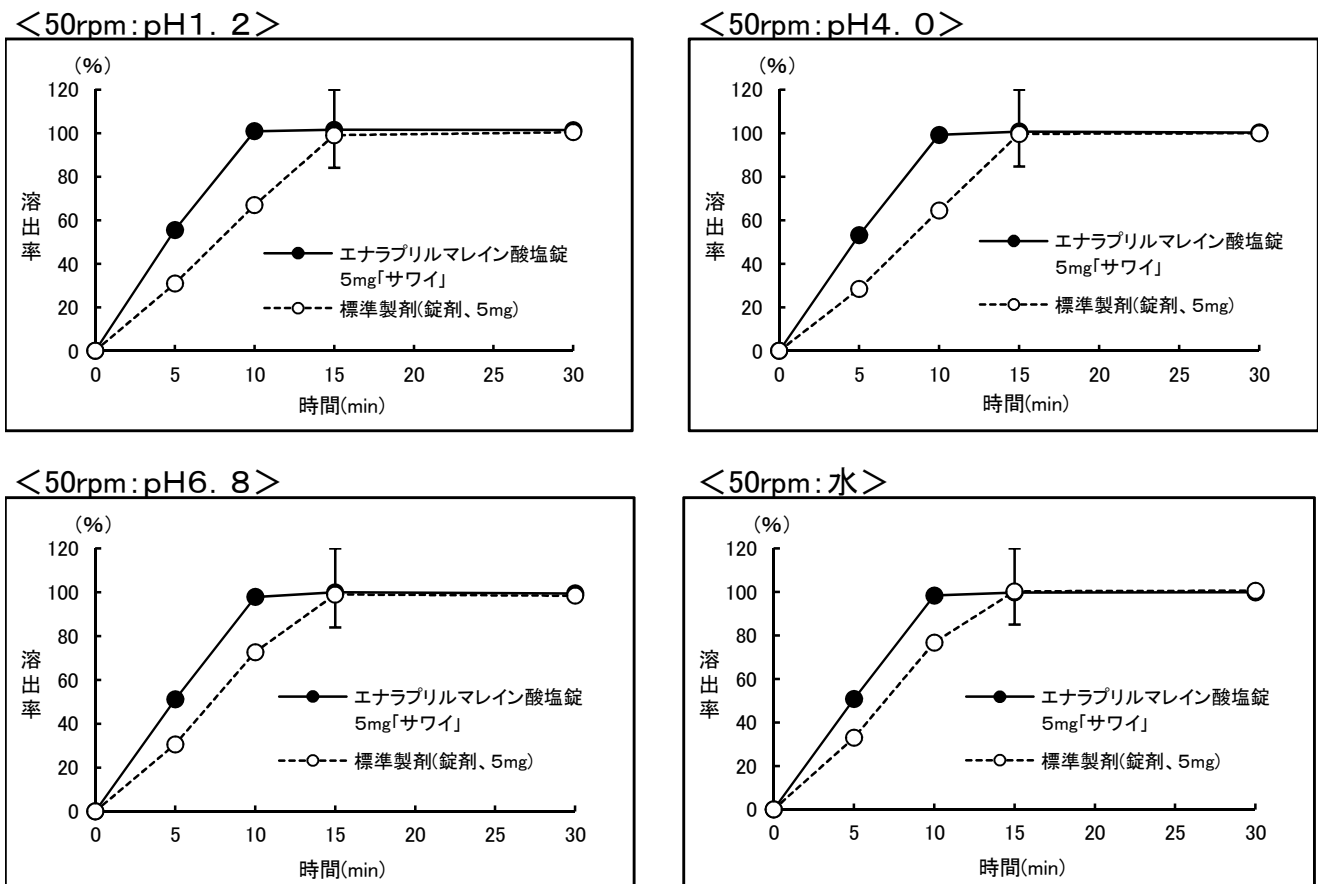 <50rpm:pH1.2>
(%)
120
100
80
60
40
20
0
溶出率
エナラプリルマレイン酸塩錠
5mg「サワイ」
標準製剤(錠剤、5mg)
0 5 10 15 20 25 30
時間(min)
<50rpm:pH4.0>
(%)
120
100
80
60
40
20
0
溶出率
エナラプリルマレイン酸塩錠
5mg「サワイ」
標準製剤(錠剤、5mg)
0 5 10 15 20 25 30
時間(min)
<50rpm:pH6.8>
(%)
120
100
80
60
40
20
0
溶出率
エナラプリルマレイン酸塩錠
5mg「サワイ」
標準製剤(錠剤、5mg)
0 5 10 15 20 25 30
時間(min)
<50rpm:水>
(%)
120
100
80
60
40
20
0
溶出率
エナラプリルマレイン酸塩錠
5mg「サワイ」
標準製剤(錠剤、5mg)
0 5 10 15 20 25 30
時間(min)